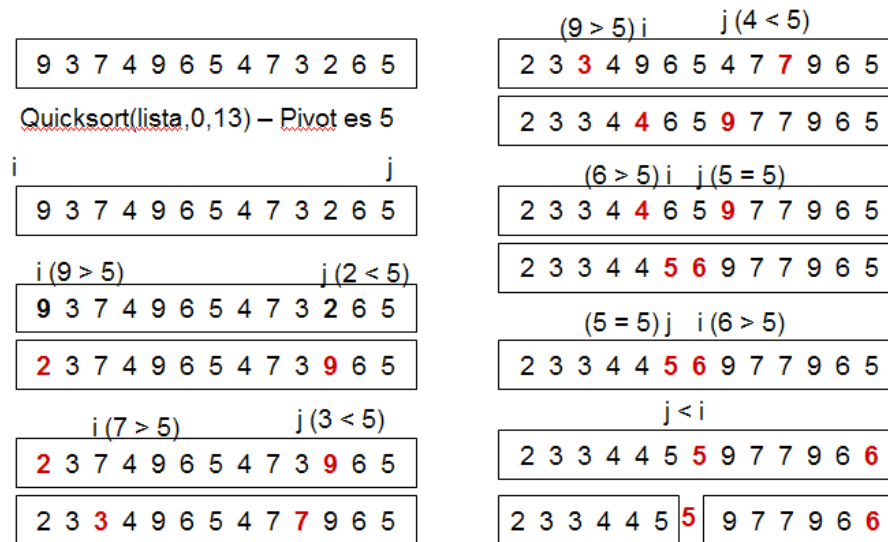 9 3 7 4 9 6 5 4 7 3 2 6 5
Quicksort(lista,0,13) – Pivot es 5
i j
9 3 7 4 9 6 5 4 7 3 2 6 5
i (9 > 5) j (2 < 5)
9 3 7 4 9 6 5 4 7 3 2 6 5
2 3 7 4 9 6 5 4 7 3 9 6 5
i (7 > 5) j (3 < 5)
2 3 7 4 9 6 5 4 7 3 9 6 5
2 3 3 4 9 6 5 4 7 7 9 6 5
(9 > 5) i j (4 < 5)
2 3 3 4 9 6 5 4 7 7 9 6 5
2 3 3 4 4 6 5 9 7 7 9 6 5
(6 > 5) i j (5 = 5)
2 3 3 4 4 6 5 9 7 7 9 6 5
2 3 3 4 4 5 6 9 7 7 9 6 5
(5 = 5) j i (6 > 5)
2 3 3 4 4 5 6 9 7 7 9 6 5
j < i
2 3 3 4 4 5 5 9 7 7 9 6 6
2 3 3 4 4 5 5 9 7 7 9 6 6